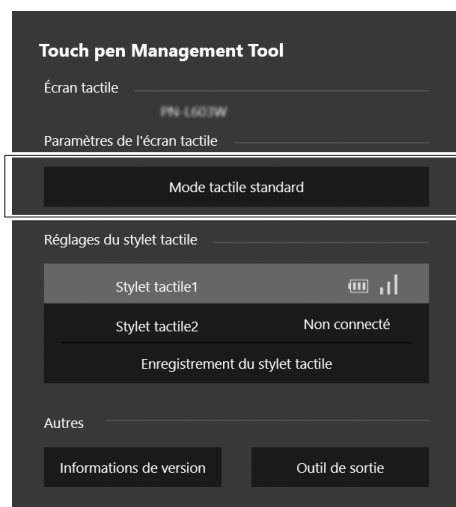 Touch pen Management Tool
Écran tactile
PN-L603W
Paramètres de l'écran tactile
Mode tactile standard
Réglages du stylet tactile
Stylet tactile1
Stylet tactile2 Non connecté
Enregistrement du stylet tactile
Autres
Informations de version Outil de sortie